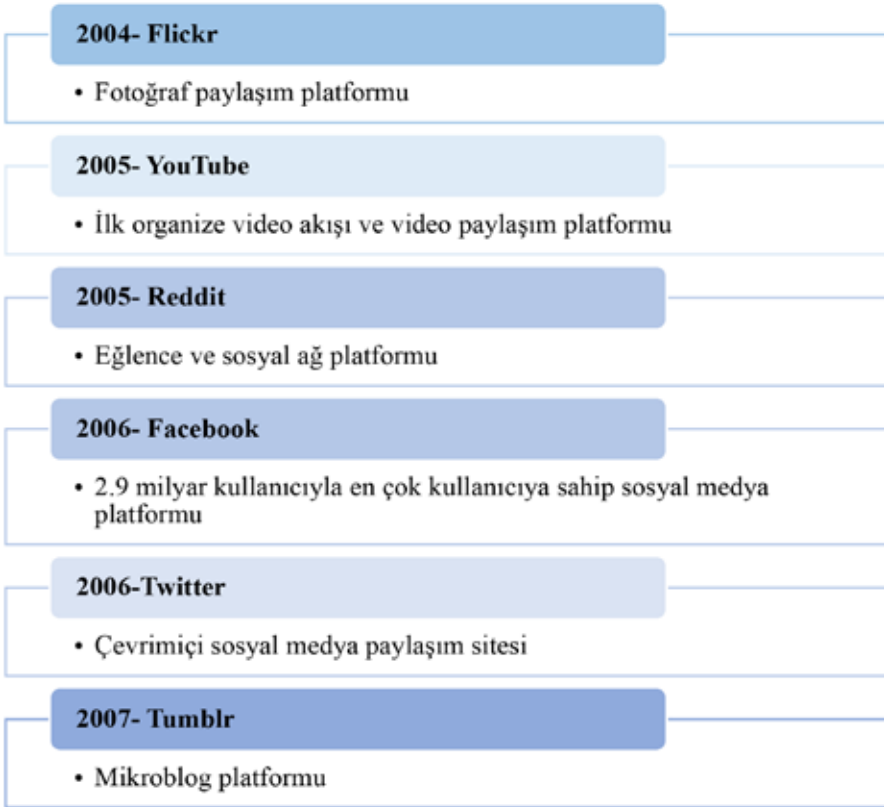 2004- Flickr
• Fotoğraf paylaşım platformu
2005- YouTube
• İlk organize video akışı ve video paylaşım platformu
2005- Reddit
• Eğlence ve sosyal ağ platformu
2006- Facebook
• 2.9 milyar kullanıcıyla en çok kullanıcıya sahip sosyal medya
platformu
2006-Twitter
• Çevrimiçi sosyal medya paylaşım sitesi
2007- Tumblr
• Mikroblog platformu